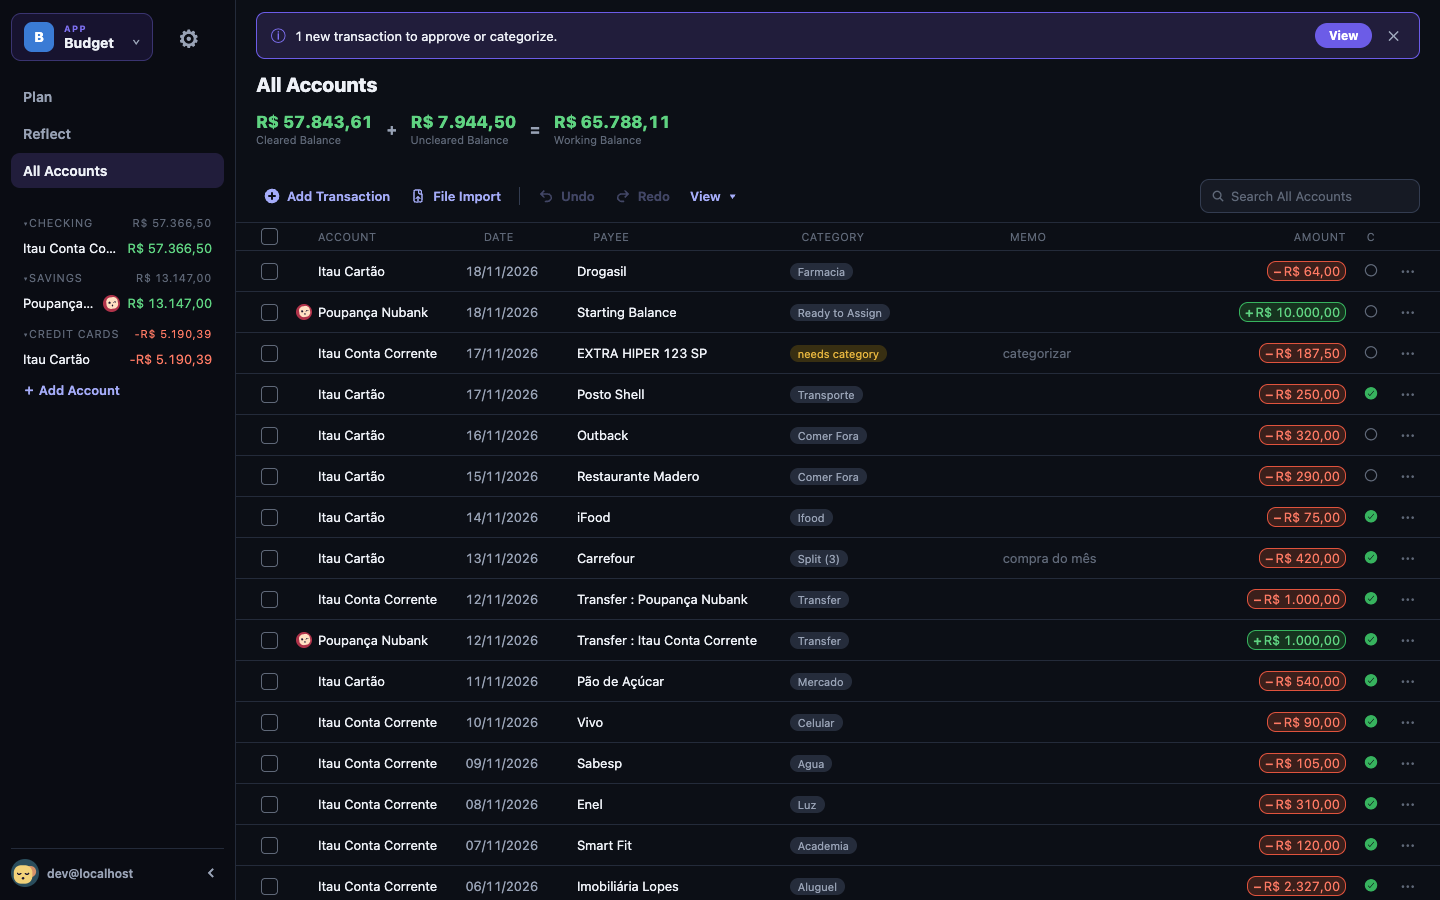 B
APP
Budget
Plan
Reflect
All Accounts
CHECKING R$ 57.366,50
Itau Conta Co... R$ 57.366,50
SAVINGS R$ 13.147,00
Poupança... R$ 13.147,00
CREDIT CARDS -R$ 5.190,39
Itau Cartão -R$ 5.190,39
+ Add Account
dev@localhost
1 new transaction to approve or categorize. View
All Accounts
R$ 57.843,61 + R$ 7.944,50 = R$ 65.788,11
Cleared Balance Uncleared Balance Working Balance
Add Transaction File Import Undo Redo View Search All Accounts
ACCOUNT DATE PAYEE CATEGORY MEMO AMOUNT C
Itau Cartão 18/11/2026 Drogasil Farmacia −R$ 64,00
Poupança Nubank 18/11/2026 Starting Balance Ready to Assign +R$ 10.000,00
Itau Conta Corrente 17/11/2026 EXTRA HIPER 123 SP needs category categorizar −R$ 187,50
Itau Cartão 17/11/2026 Posto Shell Transporte −R$ 250,00
Itau Cartão 16/11/2026 Outback Comer Fora −R$ 320,00
Itau Cartão 15/11/2026 Restaurante Madero Comer Fora −R$ 290,00
Itau Cartão 14/11/2026 iFood Ifood −R$ 75,00
Itau Cartão 13/11/2026 Carrefour Split (3) compra do mês −R$ 420,00
Itau Conta Corrente 12/11/2026 Transfer : Poupança Nubank Transfer −R$ 1.000,00
Poupança Nubank 12/11/2026 Transfer : Itau Conta Corrente Transfer +R$ 1.000,00
Itau Cartão 11/11/2026 Pão de Açúcar Mercado −R$ 540,00
Itau Conta Corrente 10/11/2026 Vivo Celular −R$ 90,00
Itau Conta Corrente 09/11/2026 Sabesp Agua −R$ 105,00
Itau Conta Corrente 08/11/2026 Enel Luz −R$ 310,00
Itau Conta Corrente 07/11/2026 Smart Fit Academia −R$ 120,00
Itau Conta Corrente 06/11/2026 Imobiliária Lopes Aluguel −R$ 2.327,00